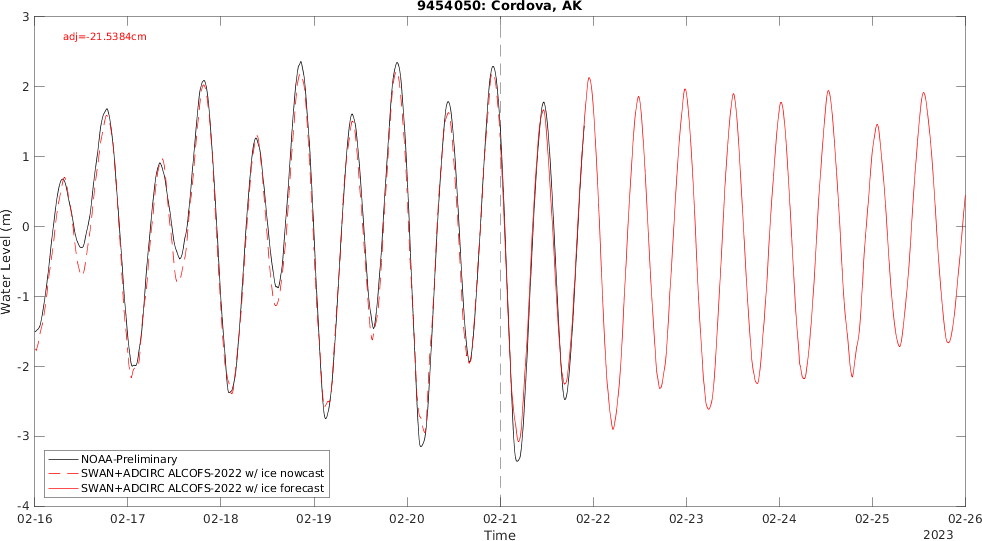 9454050: Cordova, AK
adj=-21.5384cm
3
2
1
0
-1
-2
-3
-4
Water Level (m)
NOAA-Preliminary
SWAN+ADCIRC ALCOFS-2022 w/ ice nowcast
SWAN+ADCIRC ALCOFS-2022 w/ ice forecast
02-16 02-17 02-18 02-19 02-20 02-21 02-22 02-23 02-24 02-25 02-26
Time
2023